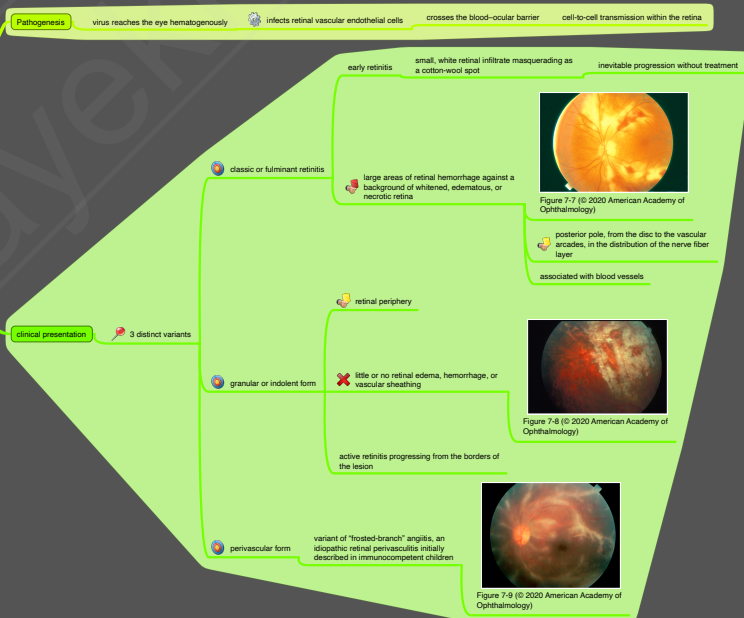 Pathogenesis
virus reaches the eye hematogenously
infects retinal vascular endothelial cells
crosses the blood–ocular barrier
cell-to-cell transmission within the retina
clinical presentation
3 distinct variants
classic or fulminant retinitis
early retinitis
small, white retinal infiltrate masquerading as
a cotton-wool spot
inevitable progression without treatment
large areas of retinal hemorrhage against a
background of whitened, edematous, or
necrotic retina
Figure 7-7 (© 2020 American Academy of
Ophthalmology)
posterior pole, from the disc to the vascular
arcades, in the distribution of the nerve fiber
layer
associated with blood vessels
granular or indolent form
retinal periphery
little or no retinal edema, hemorrhage, or
vascular sheathing
Figure 7-8 (© 2020 American Academy of
Ophthalmology)
active retinitis progressing from the borders of
the lesion
perivascular form
variant of “frosted-branch” angiitis, an
idiopathic retinal perivasculitis initially
described in immunocompetent children
Figure 7-9 (© 2020 American Academy of
Ophthalmology)